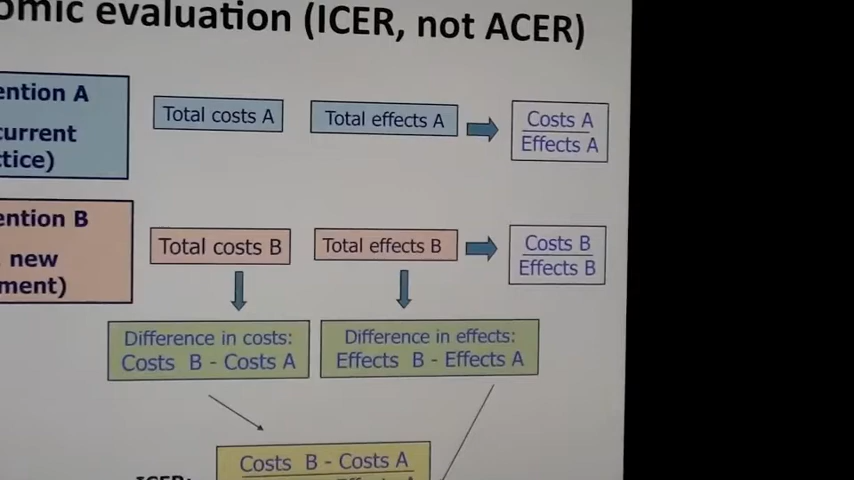 omic evaluation (ICER, not ACER)
ention A
current
tice)
Total costs A
Total effects A
Costs A
Effects A
ention B
new
ment)
Total costs B
Total effects B
Costs B
Effects B
Difference in costs:
Costs B - Costs A
Difference in effects:
Effects B - Effects A
Costs B - Costs A
ICER: